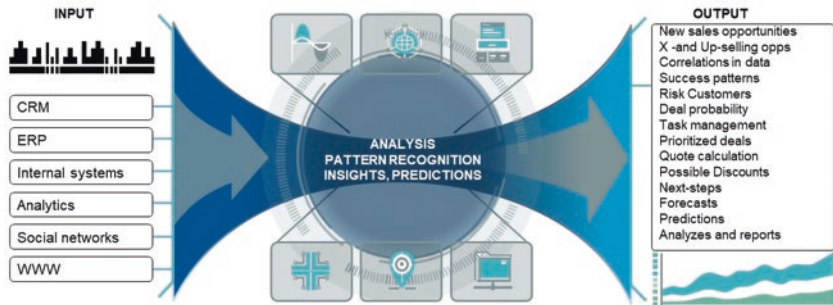 INPUT
CRM
ERP
Internal systems
Analytics
Social networks
WWW
ANALYSIS
PATTERN RECOGNITION
INSIGHTS, PREDICTIONS
OUTPUT
New sales opportunities
X -and Up-selling opps
Correlations in data
Success patterns
Risk Customers
Deal probability
Task management
Prioritized deals
Quote calculation
Possible Discounts
Next-steps
Forecasts
Predictions
Analyzes and reports